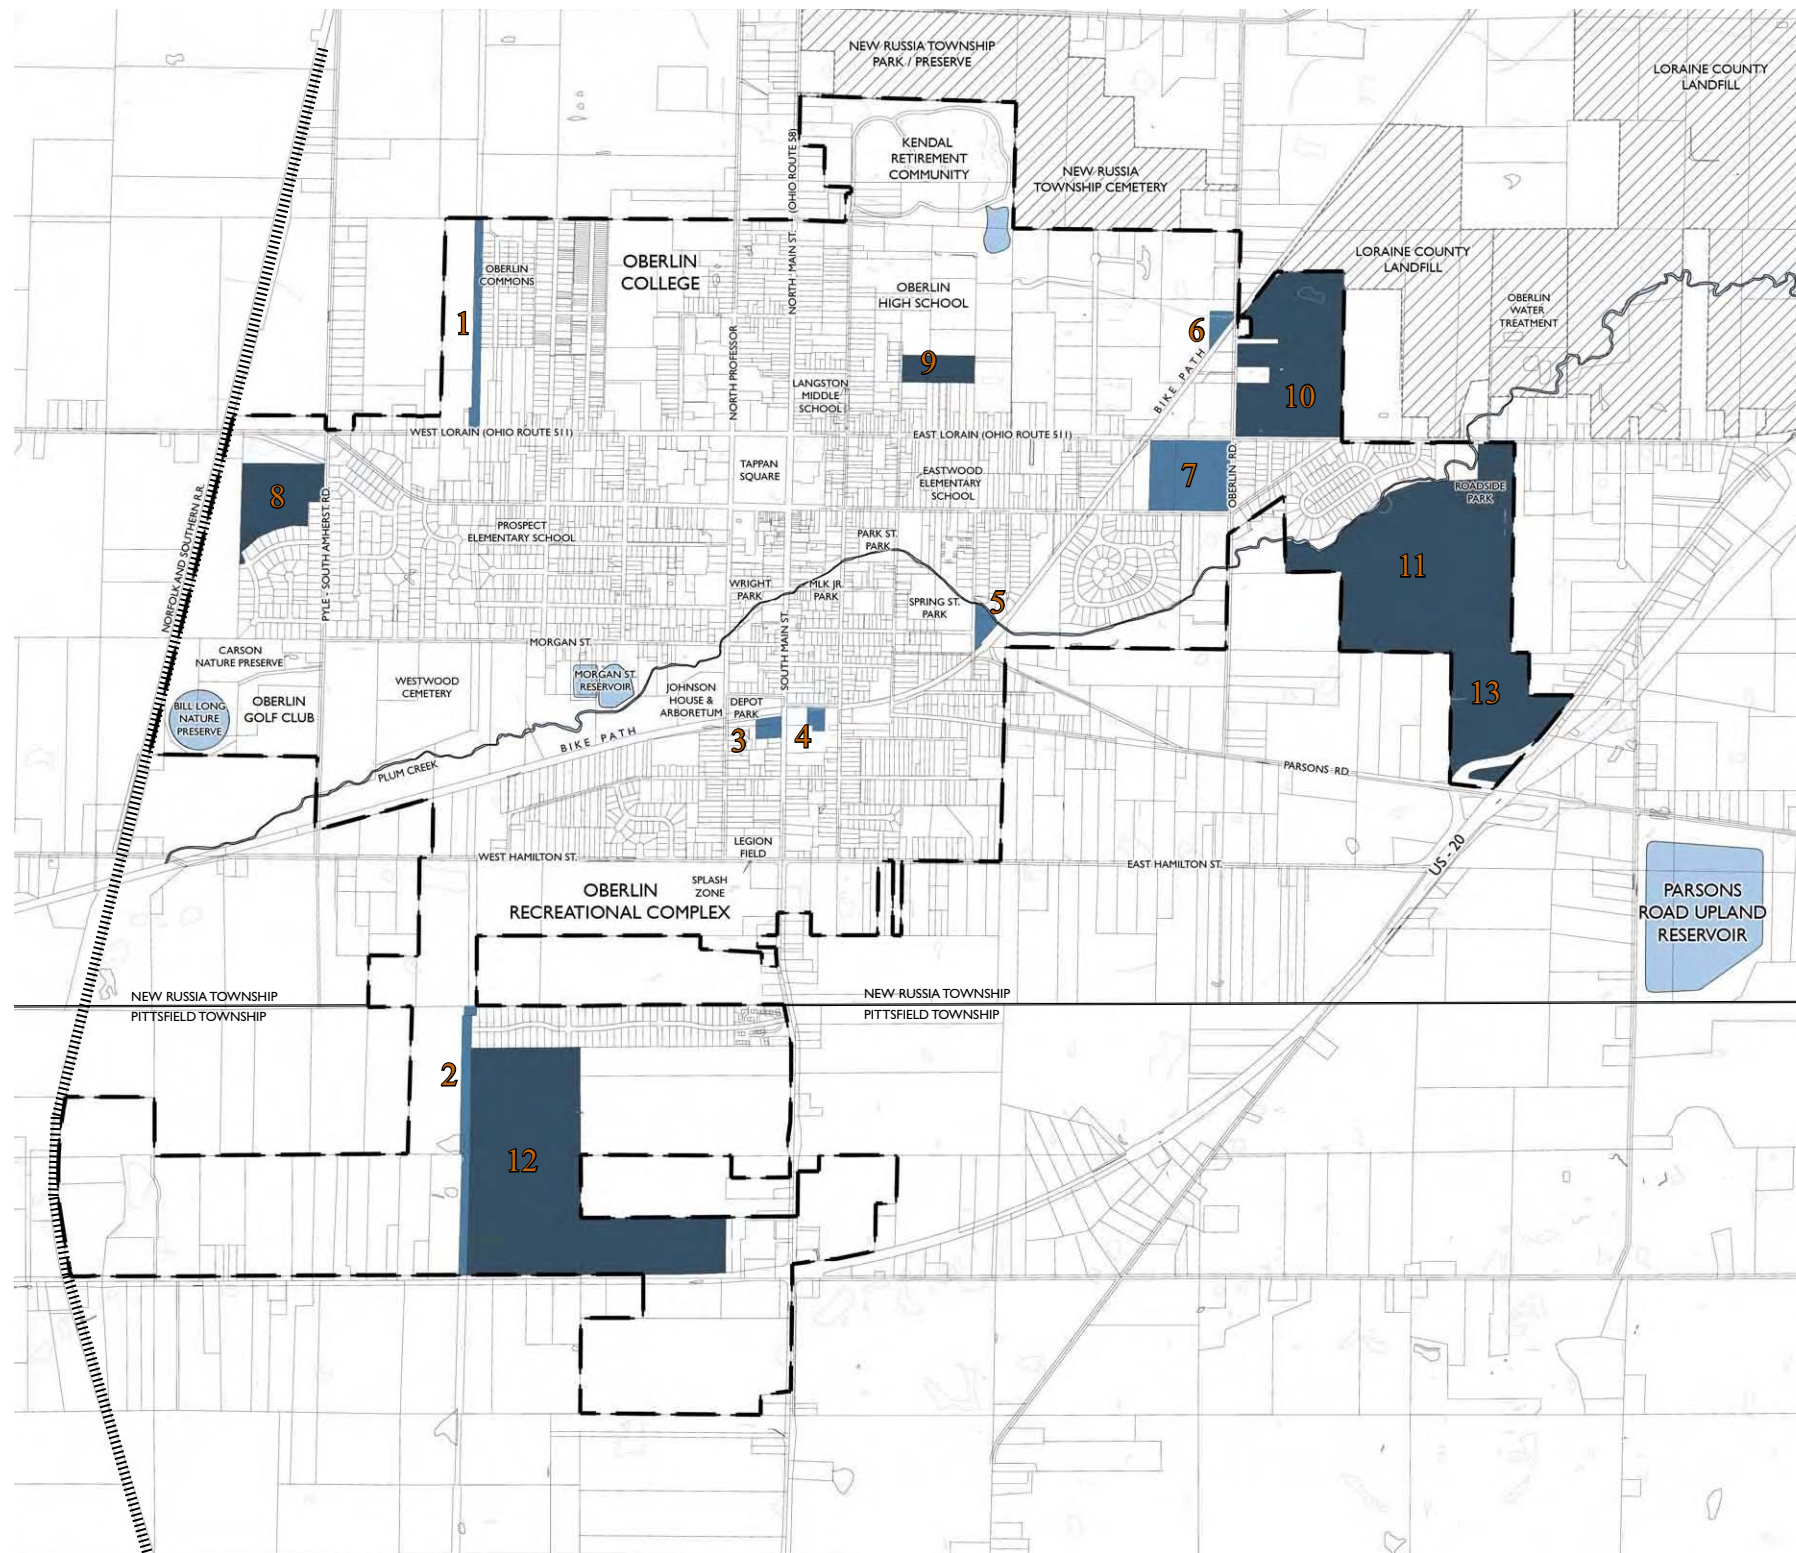 NEW RUSSIA TOWNSHIP
PARK / PRESERVE
LORAINE COUNTY
LANDFILL
KENDAL
RETIREMENT
COMMUNITY
NORTH - MAIN ST. (OHIO ROUTE 58)
NEW RUSSIA
TOWNSHIP CEMETERY
OBERLIN
COLLEGE
OBERLIN
COMMONS
OBERLIN
HIGH SCHOOL
LORAINE COUNTY
LANDFILL
OBERLIN
WATER
TREATMENT
1
6
9
10
NORTH PROFESSOR
LANGSTON
MIDDLE
SCHOOL
BIKE PATH
WEST LORAIN (OHIO ROUTE 511)
EAST LORAIN (OHIO ROUTE 511)
TAPPAN
SQUARE
EASTWOOD
ELEMENTARY
SCHOOL
7
OBERLIN RD.
ROADSIDE
PARK
8
NORFOLK AND SOUTHERN R.R.
PYLE - SOUTH AMHERST RD.
PROSPECT
ELEMENTARY SCHOOL
PARK ST.
PARK
11
WRIGHT
PARK
MLK JR.
PARK
SPRING ST.
PARK
5
SOUTH MAIN ST.
MORGAN ST.
CARSON
NATURE PRESERVE
WESTWOOD
CEMETERY
MORGAN ST.
RESERVOIR
JOHNSON
HOUSE &
ARBORETUM
DEPOT
PARK
13
BILL LONG
NATURE
PRESERVE
OBERLIN
GOLF CLUB
3
4
BIKE PATH
PLUM CREEK
PARSONS RD.
LEGION
FIELD
WEST HAMILTON ST.
EAST HAMILTON ST.
US - 20
SPLASH
ZONE
OBERLIN
RECREATIONAL COMPLEX
PARSONS
ROAD UPLAND
RESERVOIR
NEW RUSSIA TOWNSHIP
PITTSFIELD TOWNSHIP
NEW RUSSIA TOWNSHIP
PITTSFIELD TOWNSHIP
2
12